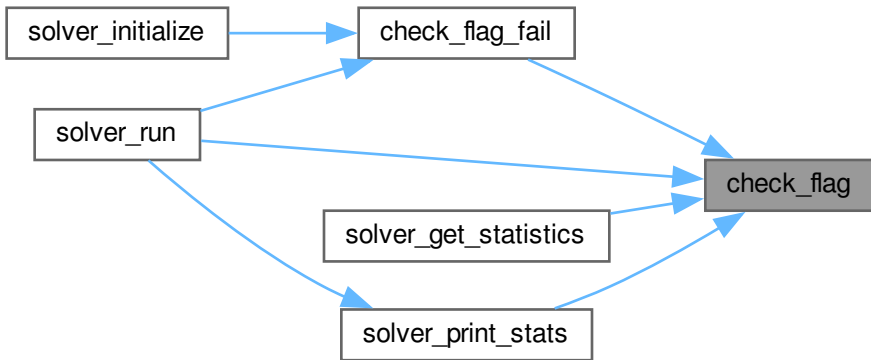 solver_initialize
check_flag_fail
solver_run
check_flag
solver_get_statistics
solver_print_stats